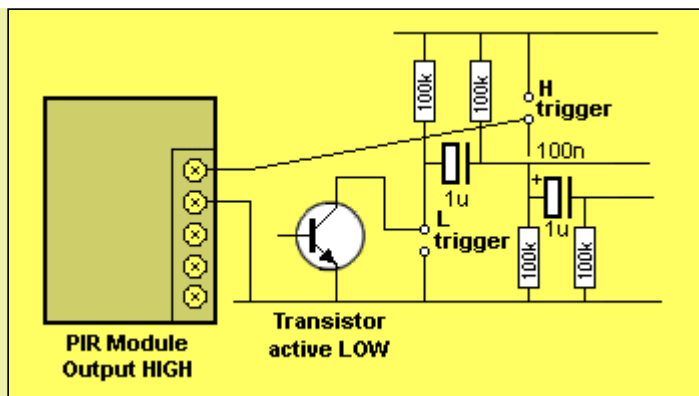 100k
100k
H
trigger
100n
1u
+
1u
L
trigger
100k
100k
Transistor
active LOW
PIR Module
Output HIGH